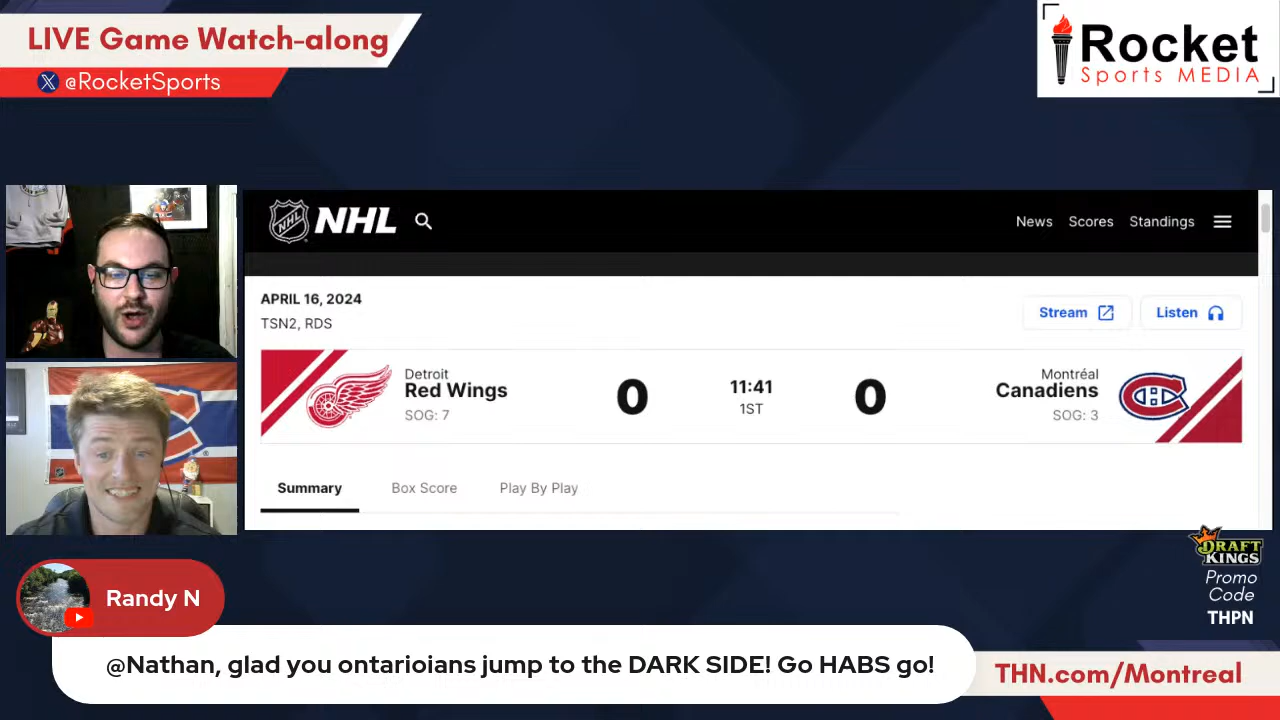 LIVE Game Watch-along
@RocketSports
Rocket
Sports MEDIA
NHL
News Scores Standings
APRIL 16, 2024
TSN2, RDS
Stream Listen
Detroit
Red Wings
SOG: 7
0
11:41
1ST
0
Montréal
Canadiens
SOG: 3
Summary Box Score Play By Play
DRAFT
KINGS
Promo
Code
THPN
Randy N
@Nathan, glad you ontarioians jump to the DARK SIDE! Go HABS go!
THN.com/Montreal